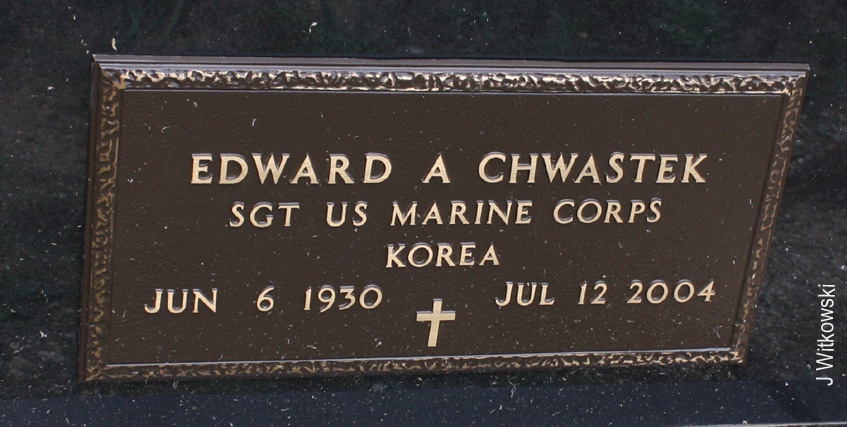 EDWARD A CHWASTEK
SGT US MARINE CORPS
KOREA
JUN 6 1930 JUL 12 2004
J Witkowski